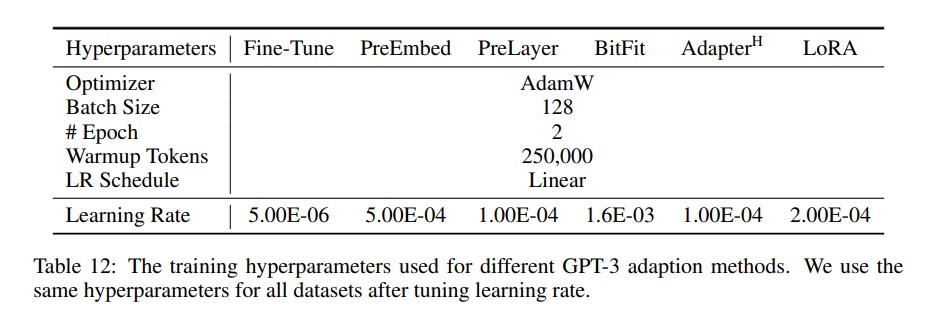 Hyperparameters Fine-Tune PreEmbed PreLayer BitFit Adapterᴴ LoRA
Optimizer AdamW
Batch Size 128
# Epoch 2
Warmup Tokens 250,000
LR Schedule Linear
Learning Rate 5.00E-06 5.00E-04 1.00E-04 1.6E-03 1.00E-04 2.00E-04
Table 12: The training hyperparameters used for different GPT-3 adaption methods. We use the
same hyperparameters for all datasets after tuning learning rate.